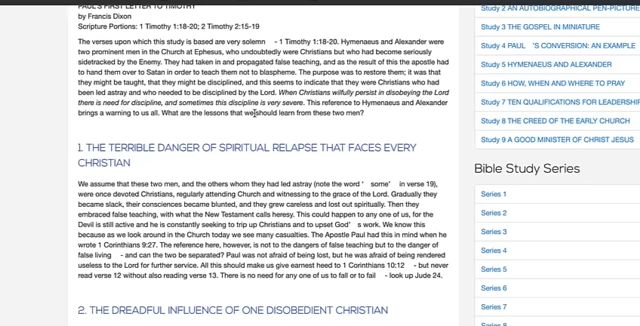 PAUL'S FIRST LETTER TO TIMOTHY
by Francis Dixon
Scripture Portions: 1 Timothy 1:18-20; 2 Timothy 2:15-19
The verses upon which this study is based are very solemn - 1 Timothy 1:18-20. Hymenaeus and Alexander were
two prominent men in the Church at Ephesus, who undoubtedly were Christians but who had become seriously
sidetracked by the Enemy. They had taken in and propagated false teaching, and as the result of this the apostle had
to hand them over to Satan in order to teach them not to blaspheme. The purpose was to restore them; it was that
they might be taught, that they might be disciplined, and this seems to indicate that they were Christians who had
been led astray and who needed to be disciplined by the Lord. When Christians wilfully persist in disobeying the Lord
there is need for discipline, and sometimes this discipline is very severe. This reference to Hymenaeus and Alexander
brings a warning to us all. What are the lessons that we should learn from these two men?
1. THE TERRIBLE DANGER OF SPIRITUAL RELAPSE THAT FACES EVERY
CHRISTIAN
We assume that these two men, and the others whom they had led astray (note the word ' some' in verse 19),
were once devoted Christians, regularly attending Church and witnessing to the grace of the Lord. Gradually they
became slack, their consciences became blunted, and they grew careless and lost out spiritually. Then they
embraced false teaching, with what the New Testament calls heresy. This could happen to any one of us, for the
Devil is still active and he is constantly seeking to trip up Christians and to upset God' s work. We know this
because as we look around in the Church today we see many casualties. The Apostle Paul had this in mind when he
wrote 1 Corinthians 9:27. The reference here, however, is not to the dangers of false teaching but to the danger of
false living - and can the two be separated? Paul was not afraid of being lost, but he was afraid of being rendered
useless to the Lord for further service. All this should make us give earnest heed to 1 Corinthians 10:12 - but never
read verse 12 without also reading verse 13. There is no need for any one of us to fall or to fail - look up Jude 24.
2. THE DREADFUL INFLUENCE OF ONE DISOBEDIENT CHRISTIAN
Study 2 AN AUTOBIOGRAPHICAL PEN-PICTURE
Study 3 THE GOSPEL IN MINIATURE
Study 4 PAUL 'S CONVERSION: AN EXAMPLE
Study 5 HYMENAEUS AND ALEXANDER
Study 6 HOW, WHEN AND WHERE TO PRAY
Study 7 TEN QUALIFICATIONS FOR LEADERSHI
Study 8 THE CREED OF THE EARLY CHURCH
Study 9 A GOOD MINISTER OF CHRIST JESUS
Bible Study Series
Series 1
Series 2
Series 3
Series 4
Series 5
Series 6
Series 7